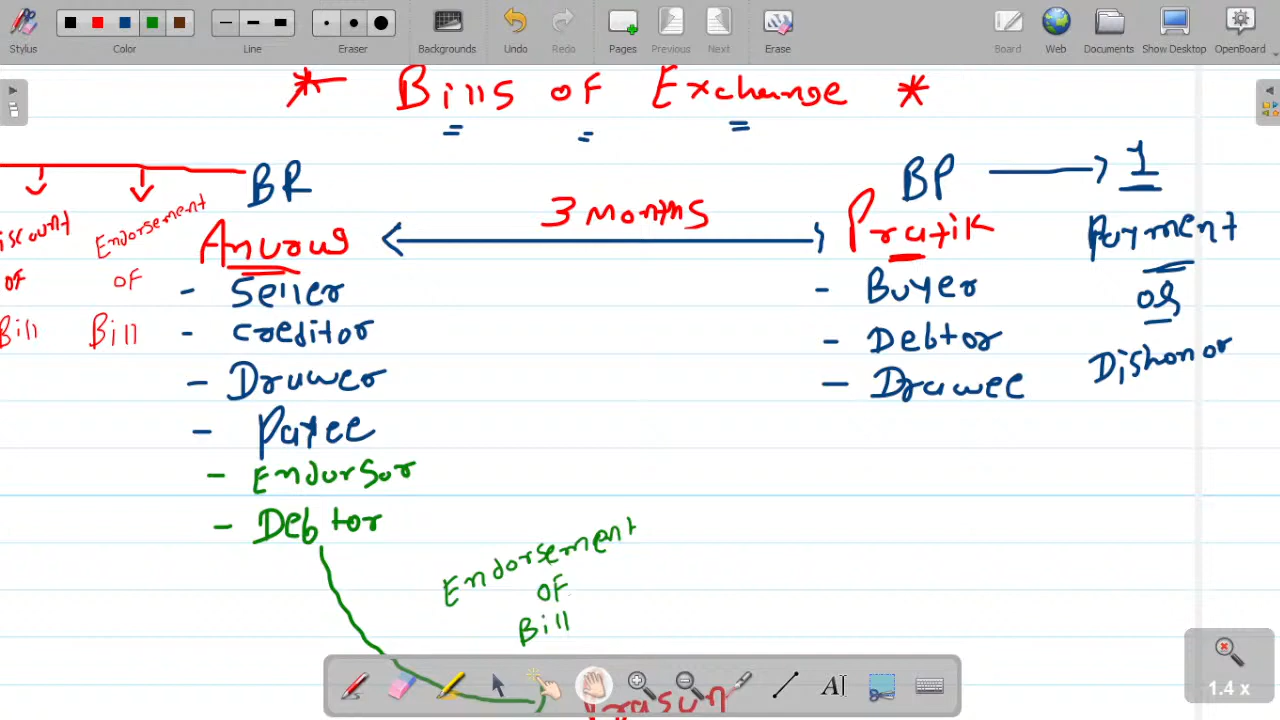 Stylus Color Line Eraser Backgrounds Undo Redo Pages Previous Next Erase Board Web Documents Show Desktop OpenBoard
* Bills of Exchange *
BR
BP → 1
3 months
Anurag
Pratik
Payment
or
Dishonor
Endorsement
of
Bill
of
Bill
- Seller
- Creditor
- Drawer
- Payee
- Endorsor
- Debtor
- Buyer
- Debtor
- Drawee
Endorsement
of
Bill
1.4 x